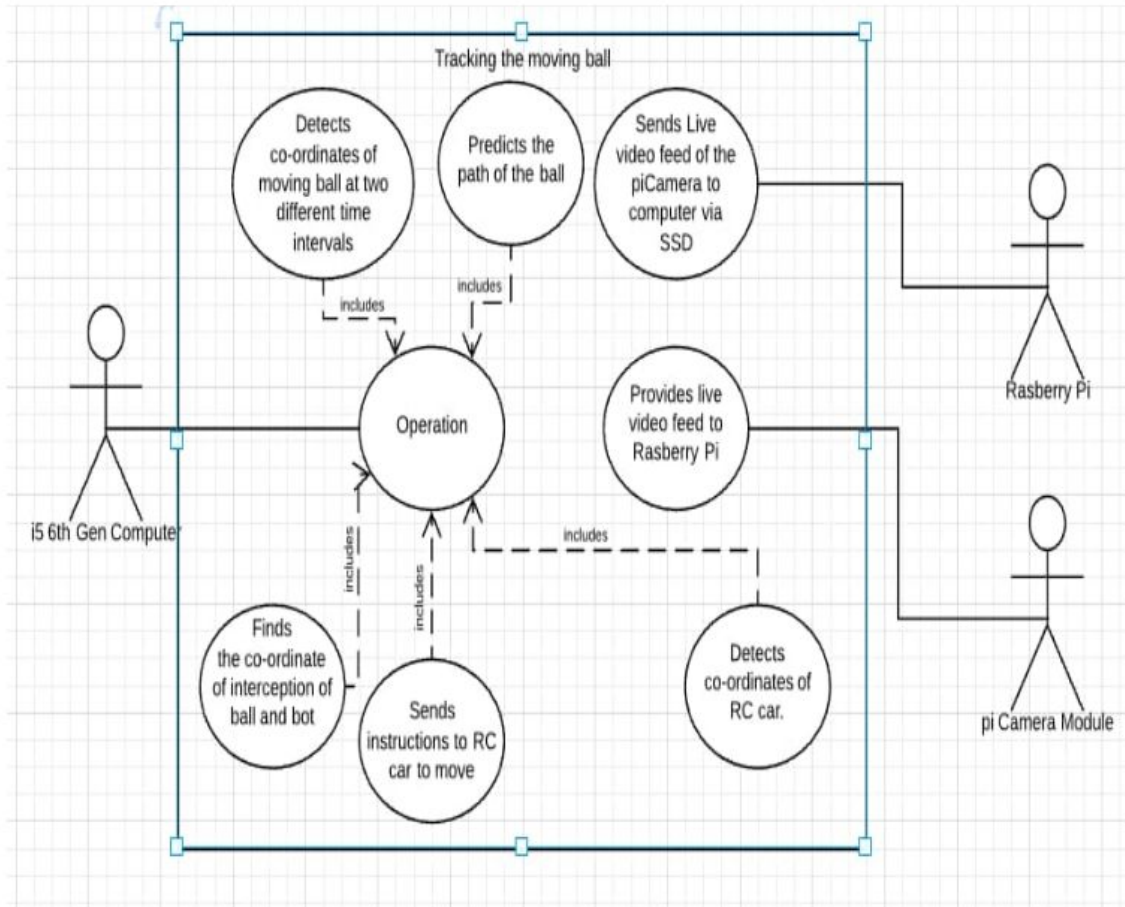 Tracking the moving ball
Detects
co-ordinates of
moving ball at two
different time
intervals
Predicts the
path of the ball
Sends Live
video feed of the
piCamera to
computer via
SSD
includes
includes
Rasberry Pi
Operation
Provides live
video feed to
Rasberry Pi
i5 6th Gen Computer
includes
includes
includes
Finds
the co-ordinate
of interception of
ball and bot
Sends
instructions to RC
car to move
Detects
co-ordinates of
RC car.
pi Camera Module